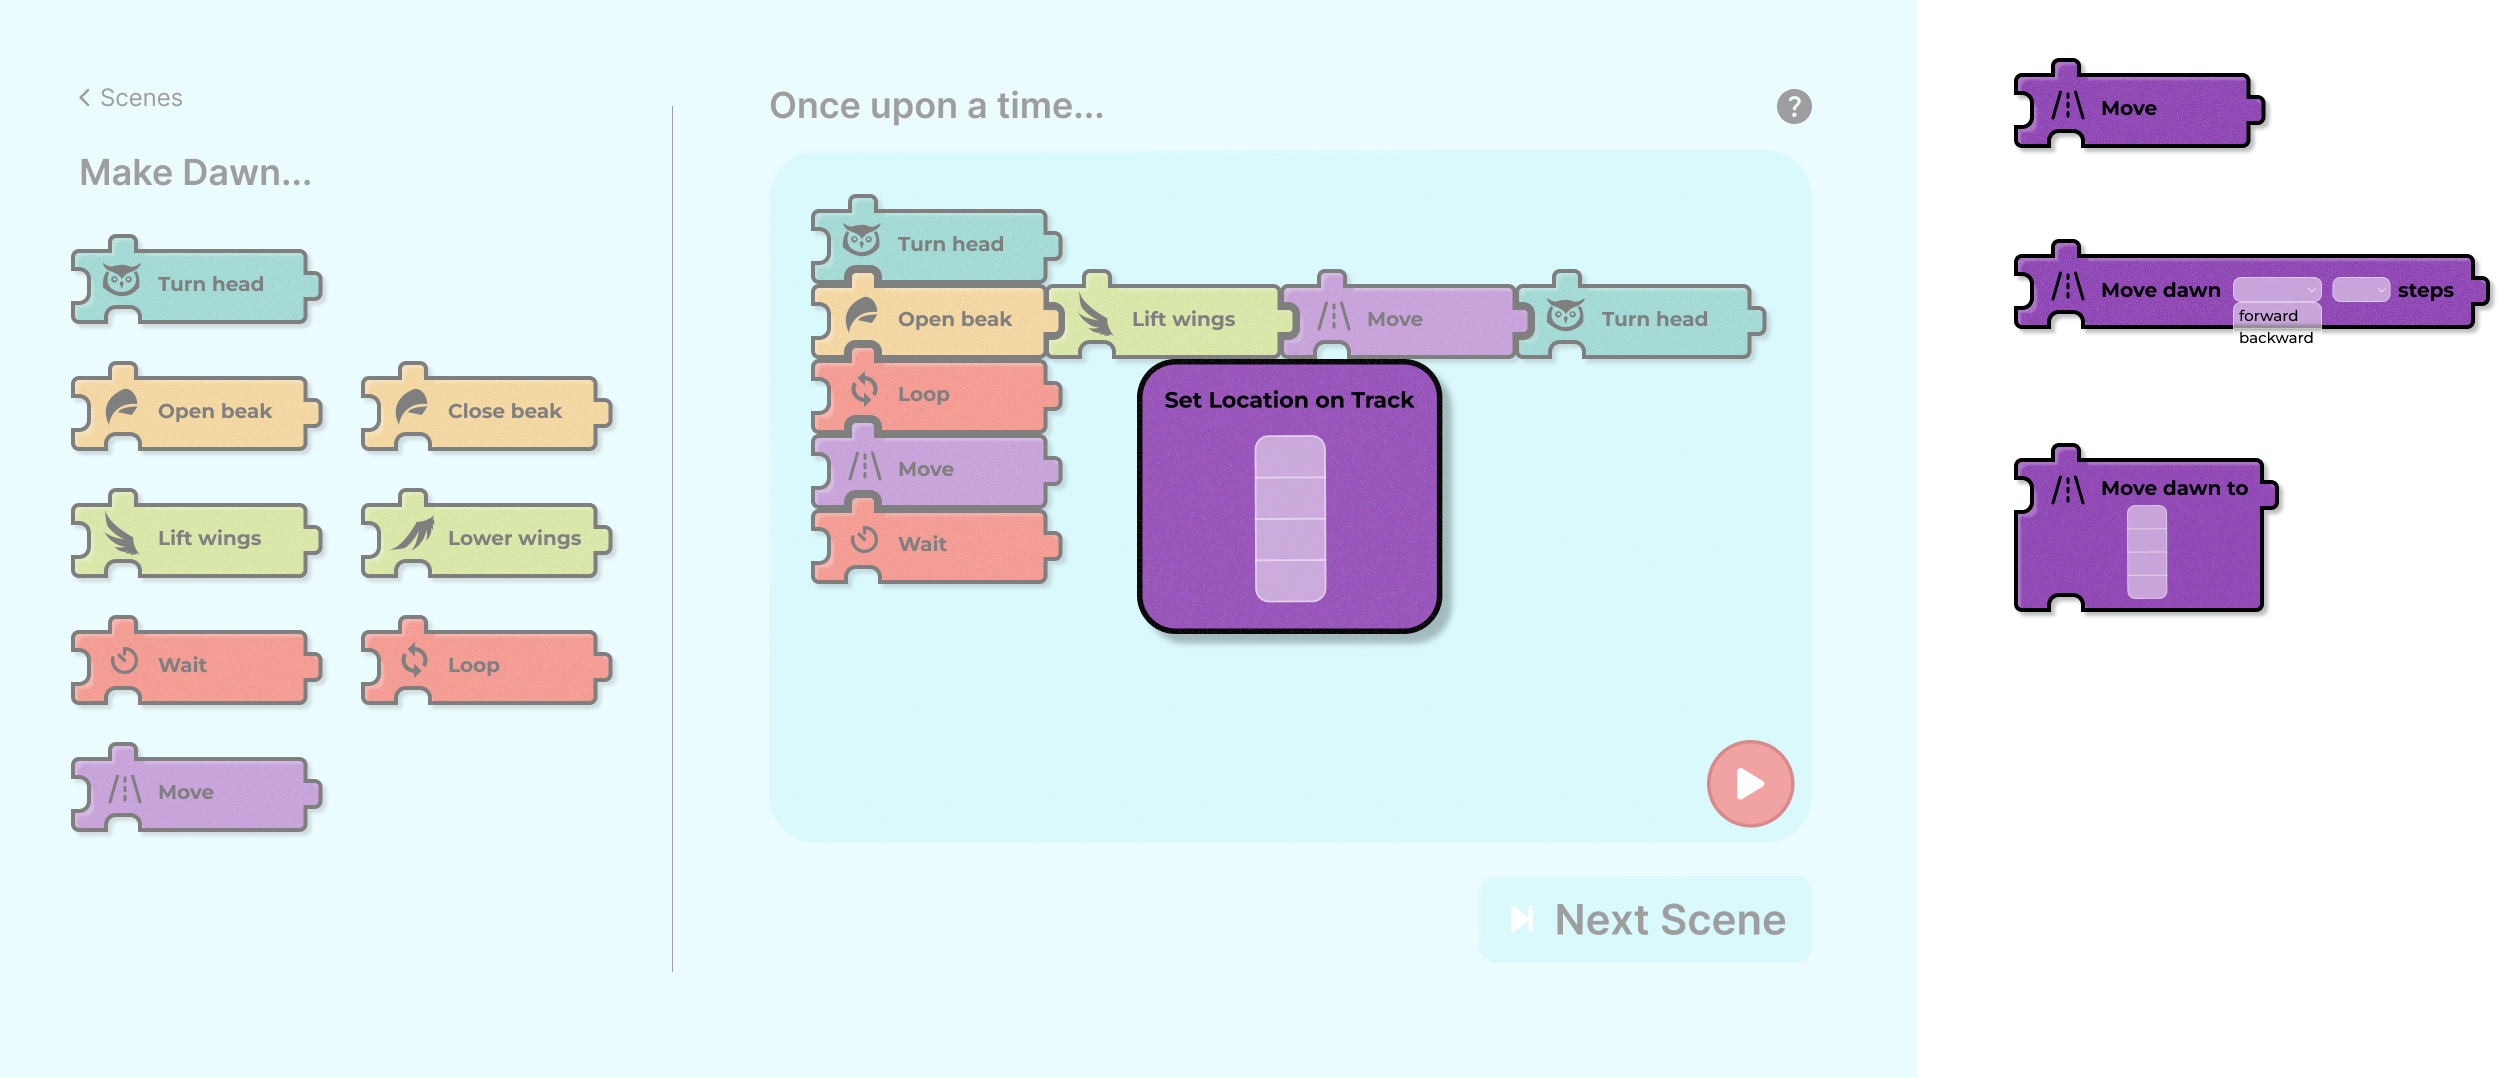 Scenes
Make Dawn...
Turn head
Open beak
Close beak
Lift wings
Lower wings
Wait
Loop
Move
Once upon a time...
?
Turn head
Open beak
Lift wings
Move
Turn head
Loop
Move
Wait
Set Location on Track
Next Scene
Move
Move dawn steps
forward
backward
Move dawn to